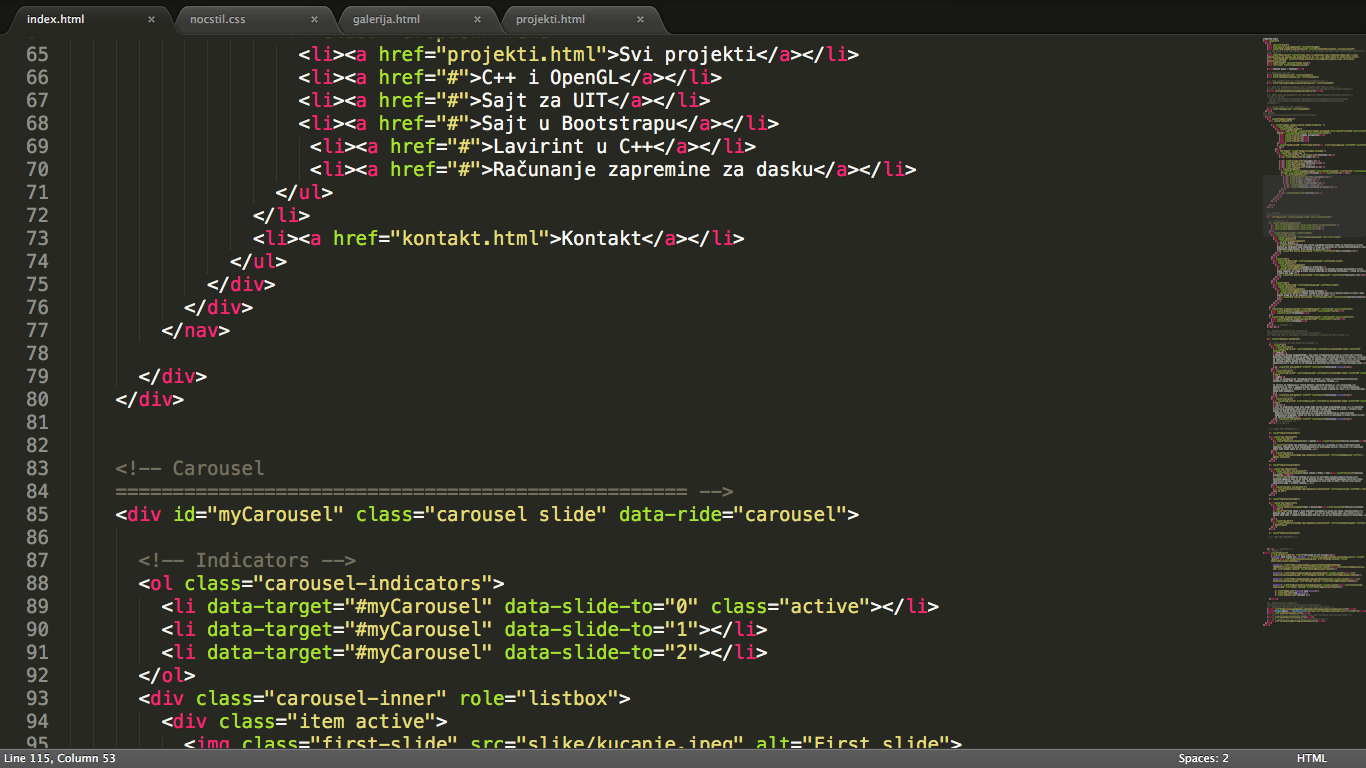 index.html × nocstil.css × galerija.html × projekti.html ×
65 <li><a href="projekti.html">Svi projekti</a></li>
66 <li><a href="#">C++ i OpenGL</a></li>
67 <li><a href="#">Sajt za UIT</a></li>
68 <li><a href="#">Sajt u Bootstrapu</a></li>
69 <li><a href="#">Lavirint u C++</a></li>
70 <li><a href="#">Računanje zapremine za dasku</a></li>
71 </ul>
72 </li>
73 <li><a href="kontakt.html">Kontakt</a></li>
74 </ul>
75 </div>
76 </div>
77 </nav>
78
79 </div>
80 </div>
81
82
83 <!-- Carousel
84 ================================================== -->
85 <div id="myCarousel" class="carousel slide" data-ride="carousel">
86
87 <!-- Indicators -->
88 <ol class="carousel-indicators">
89 <li data-target="#myCarousel" data-slide-to="0" class="active"></li>
90 <li data-target="#myCarousel" data-slide-to="1"></li>
91 <li data-target="#myCarousel" data-slide-to="2"></li>
92 </ol>
93 <div class="carousel-inner" role="listbox">
94 <div class="item active">
95 <img class="first-slide" src="slike/kucanje.jpeg" alt="First slide">
Line 115, Column 53 Spaces: 2 HTML